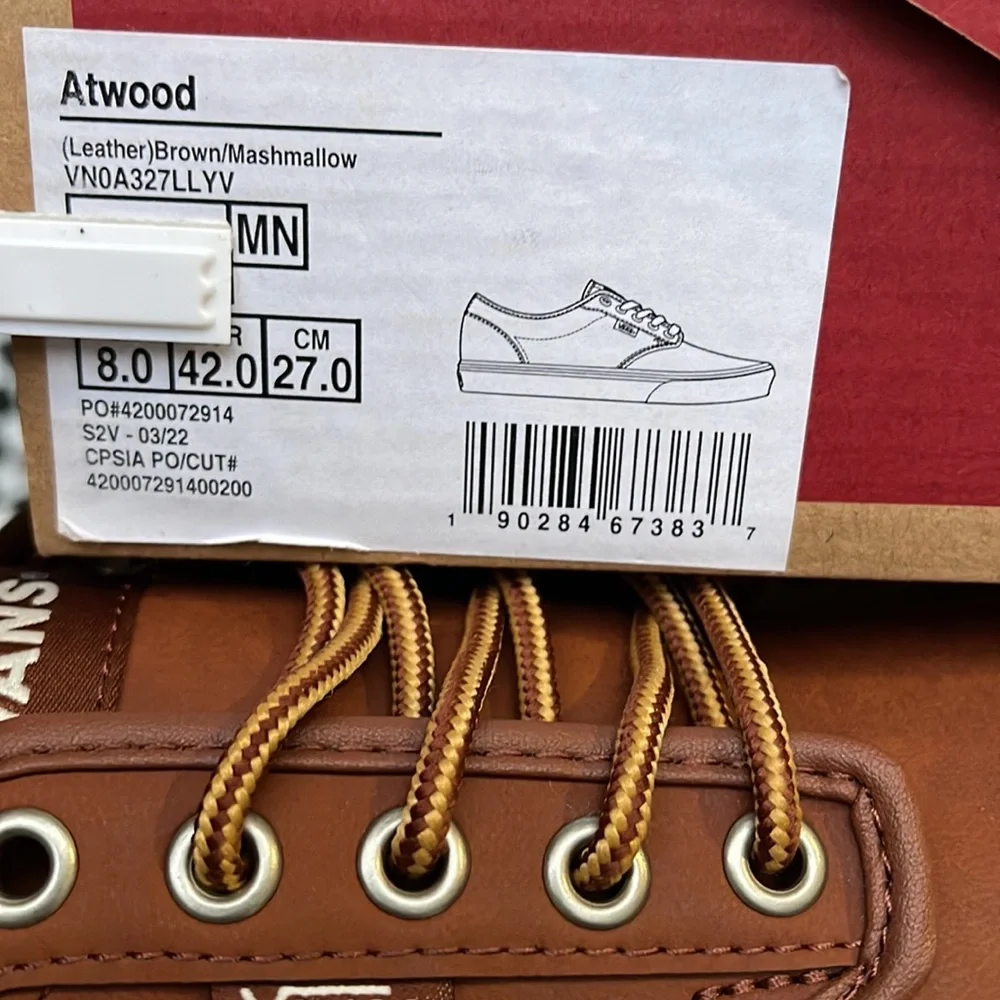 Atwood
(Leather)Brown/Mashmallow
VN0A327LLYV
MN
R CM
8.0 42.0 27.0
PO#4200072914
S2V - 03/22
CPSIA PO/CUT#
420007291400200
VANS
1 90284 67383 7
VANS